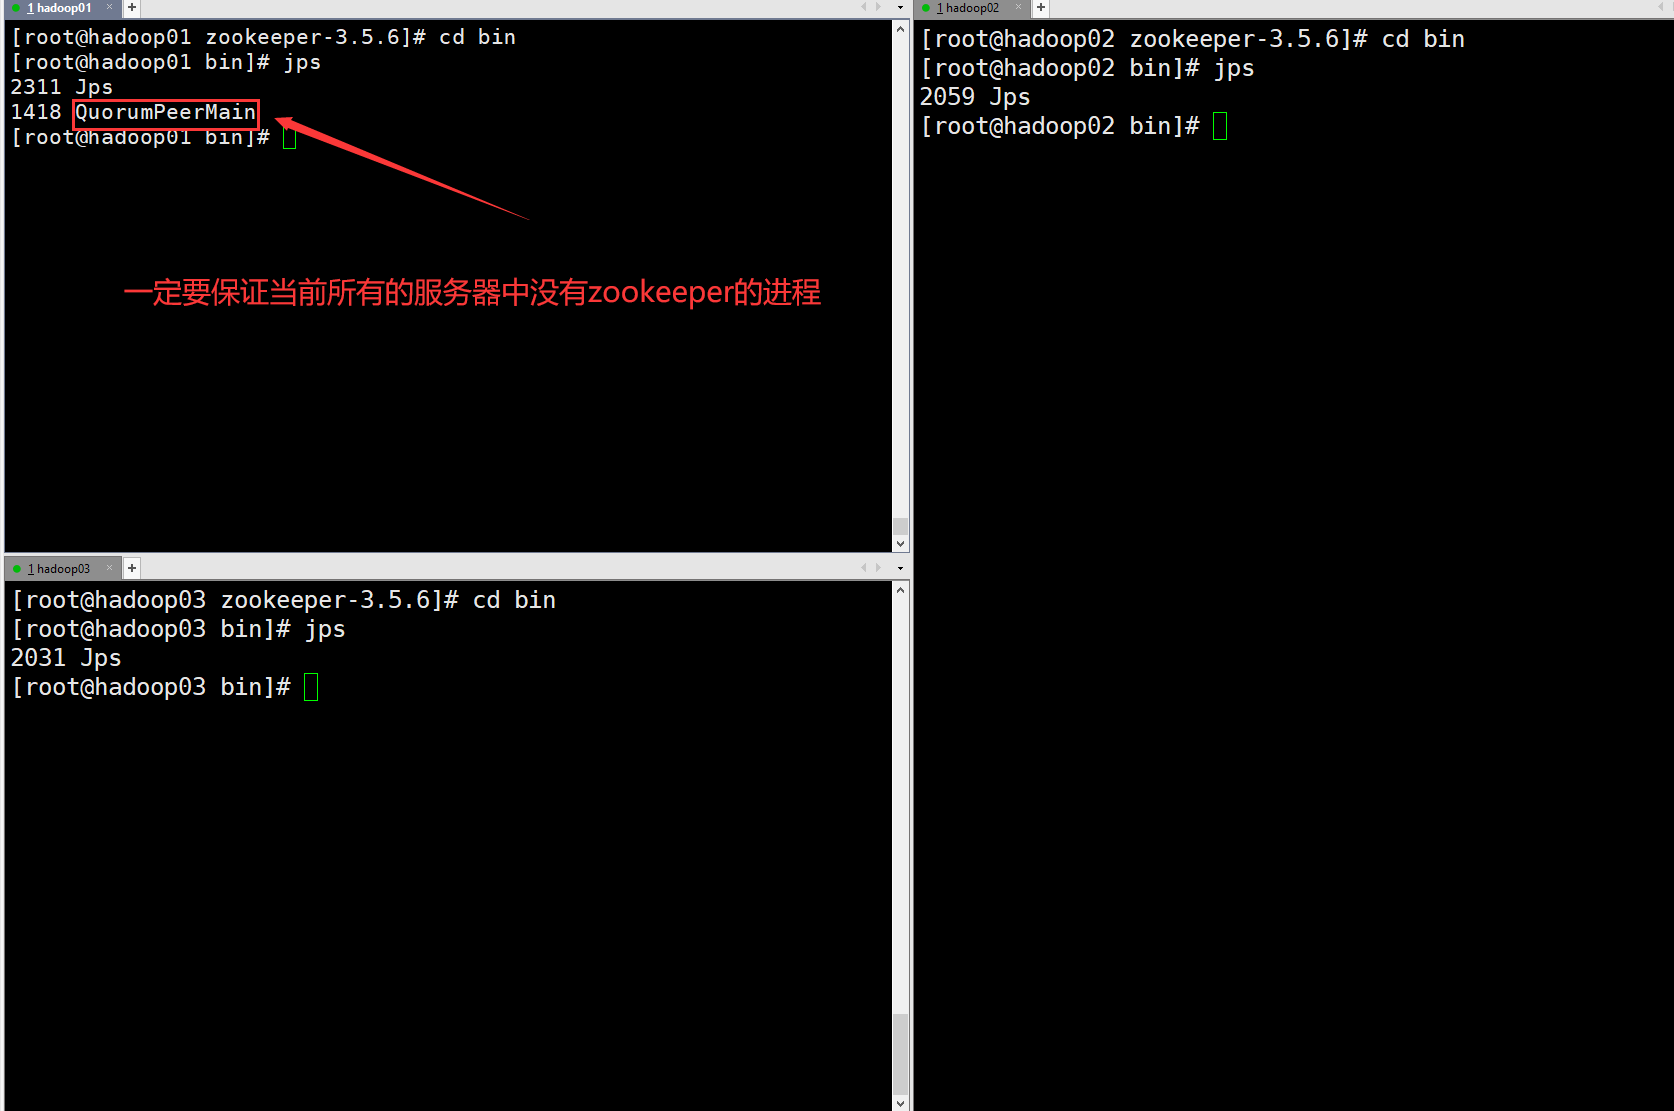 1 hadoop01 × +
[root@hadoop01 zookeeper-3.5.6]# cd bin
[root@hadoop01 bin]# jps
2311 Jps
1418 QuorumPeerMain
[root@hadoop01 bin]#
一定要保证当前所有的服务器中没有zookeeper的进程
1 hadoop02 × +
[root@hadoop02 zookeeper-3.5.6]# cd bin
[root@hadoop02 bin]# jps
2059 Jps
[root@hadoop02 bin]#
1 hadoop03 × +
[root@hadoop03 zookeeper-3.5.6]# cd bin
[root@hadoop03 bin]# jps
2031 Jps
[root@hadoop03 bin]#